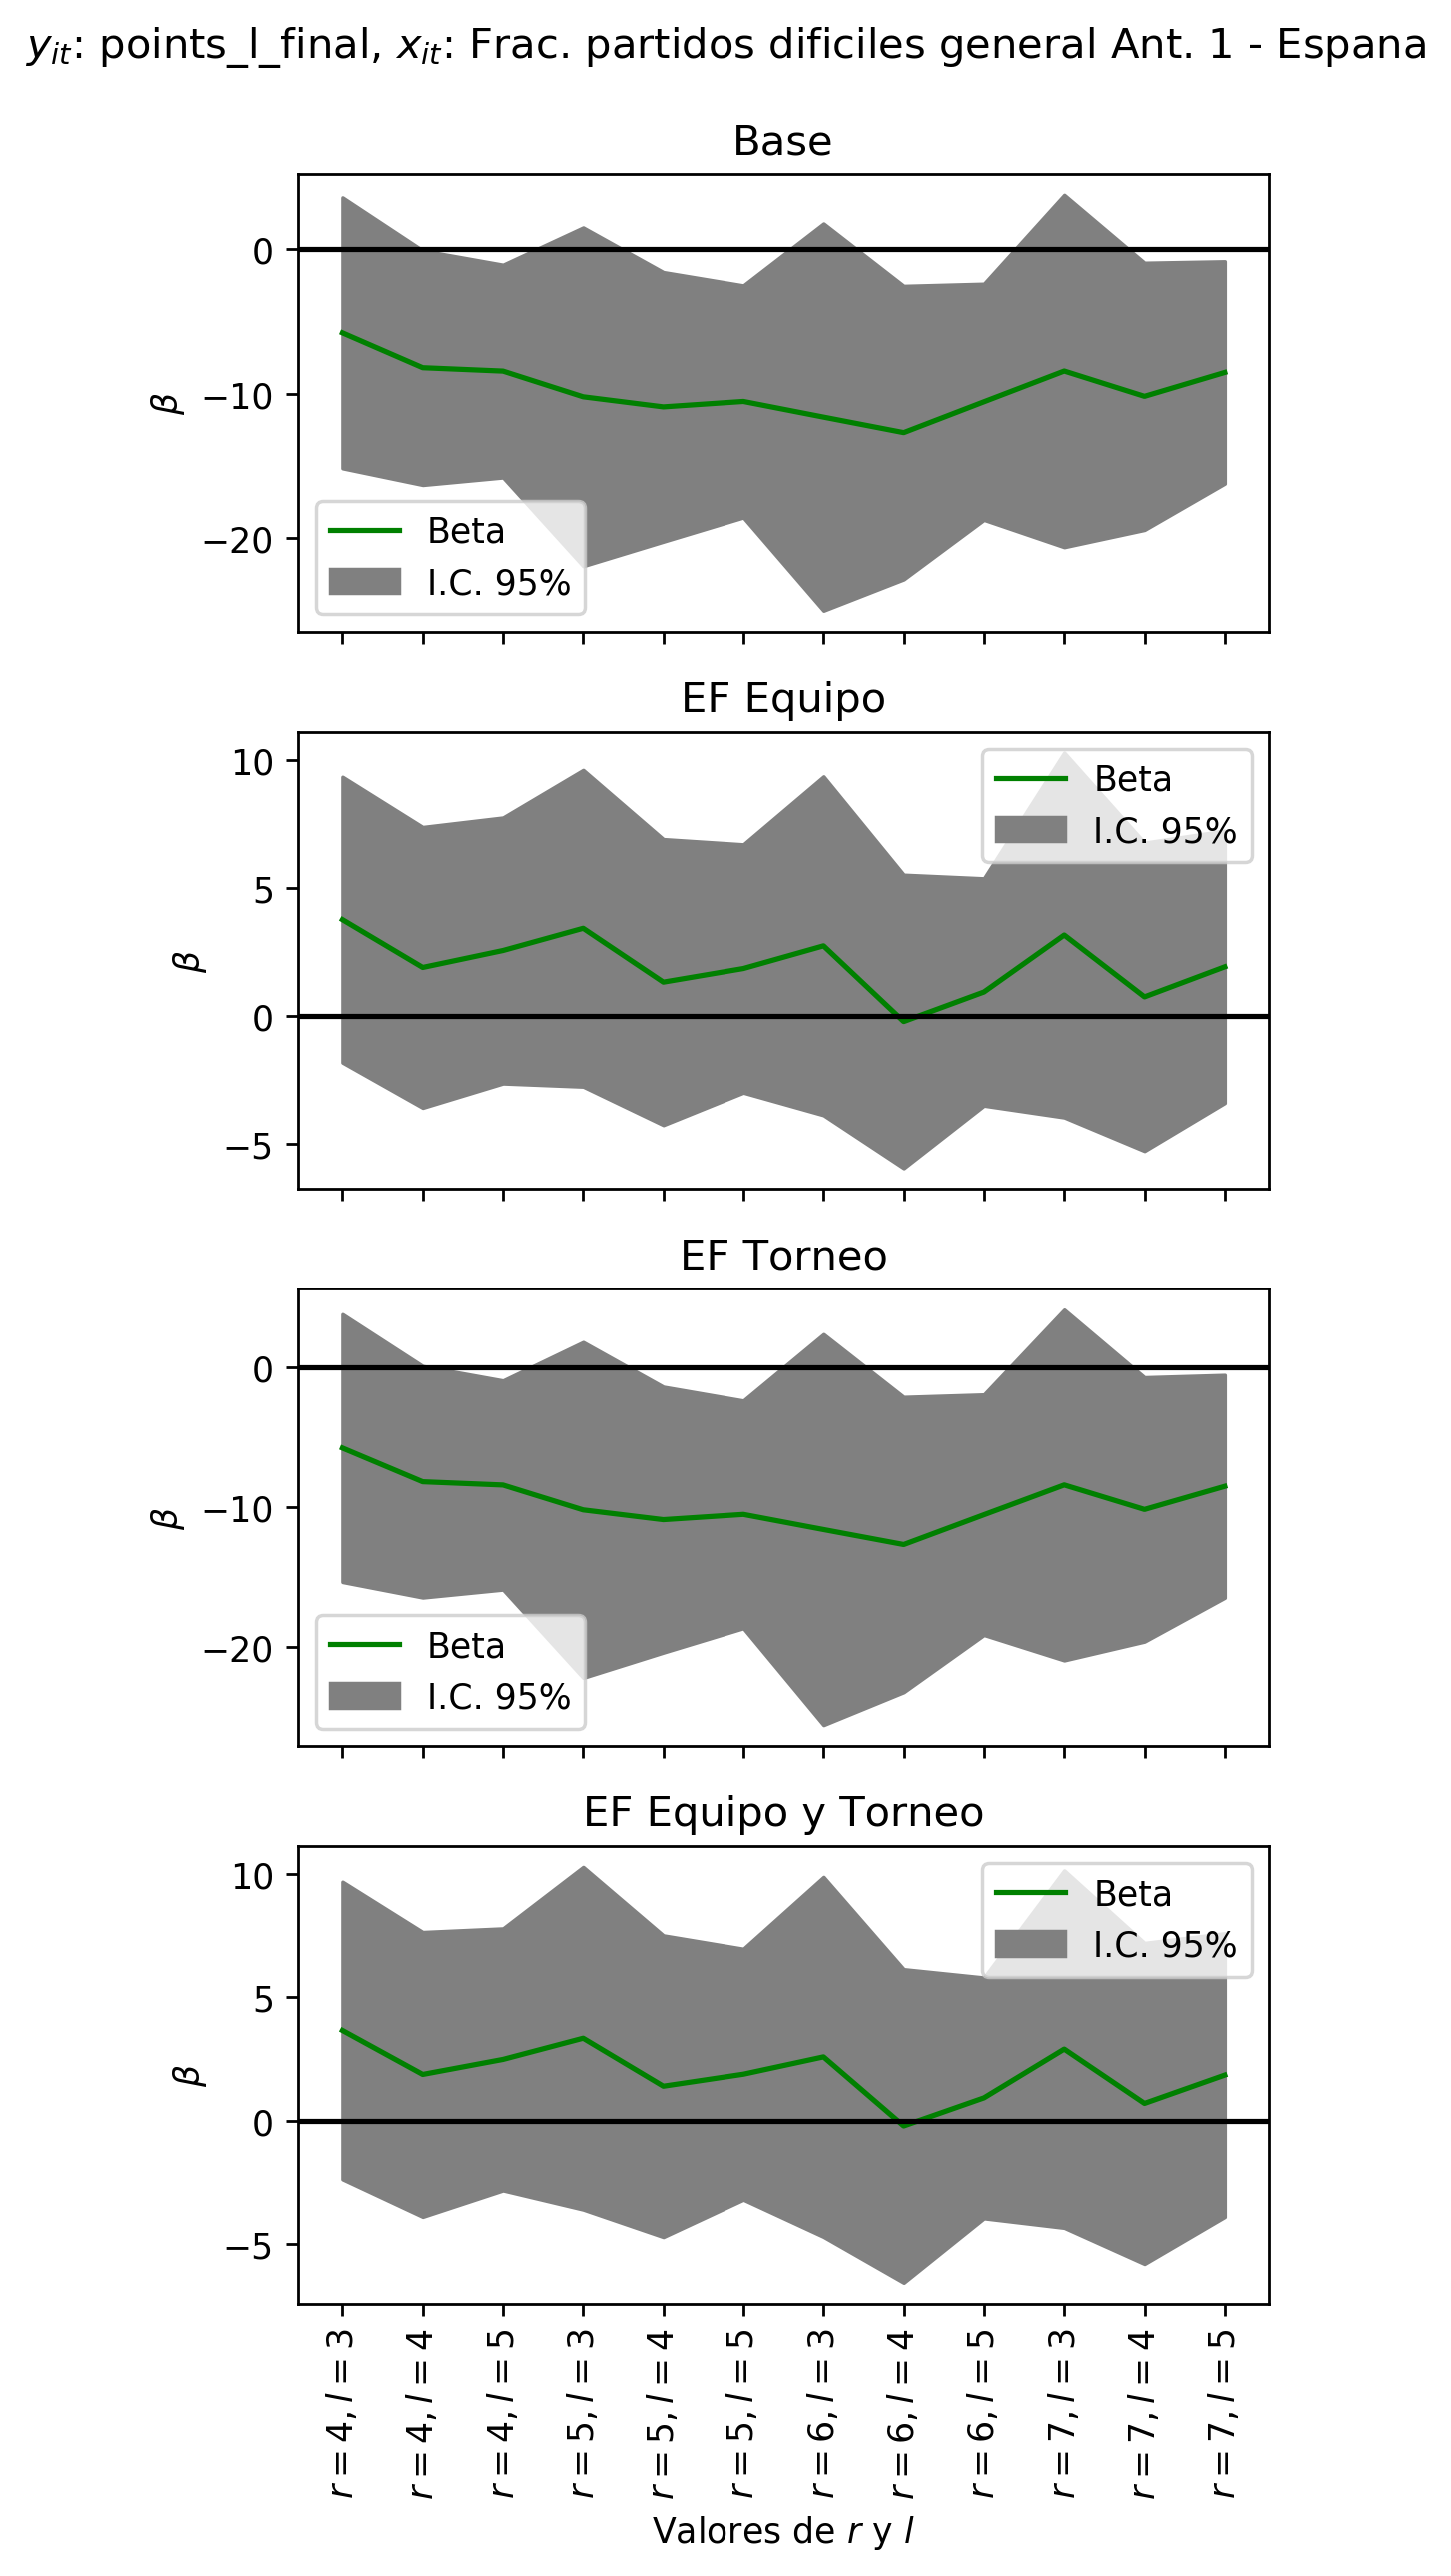 y_it: points_l_final, x_it: Frac. partidos dificiles general Ant. 1 - Espana
Base
0
−10
−20
β
Beta
I.C. 95%
EF Equipo
10
5
0
−5
β
Beta
I.C. 95%
EF Torneo
0
−10
−20
β
Beta
I.C. 95%
EF Equipo y Torneo
10
5
0
−5
β
Beta
I.C. 95%
r = 4, l = 3
r = 4, l = 4
r = 4, l = 5
r = 5, l = 3
r = 5, l = 4
r = 5, l = 5
r = 6, l = 3
r = 6, l = 4
r = 6, l = 5
r = 7, l = 3
r = 7, l = 4
r = 7, l = 5
Valores de r y l